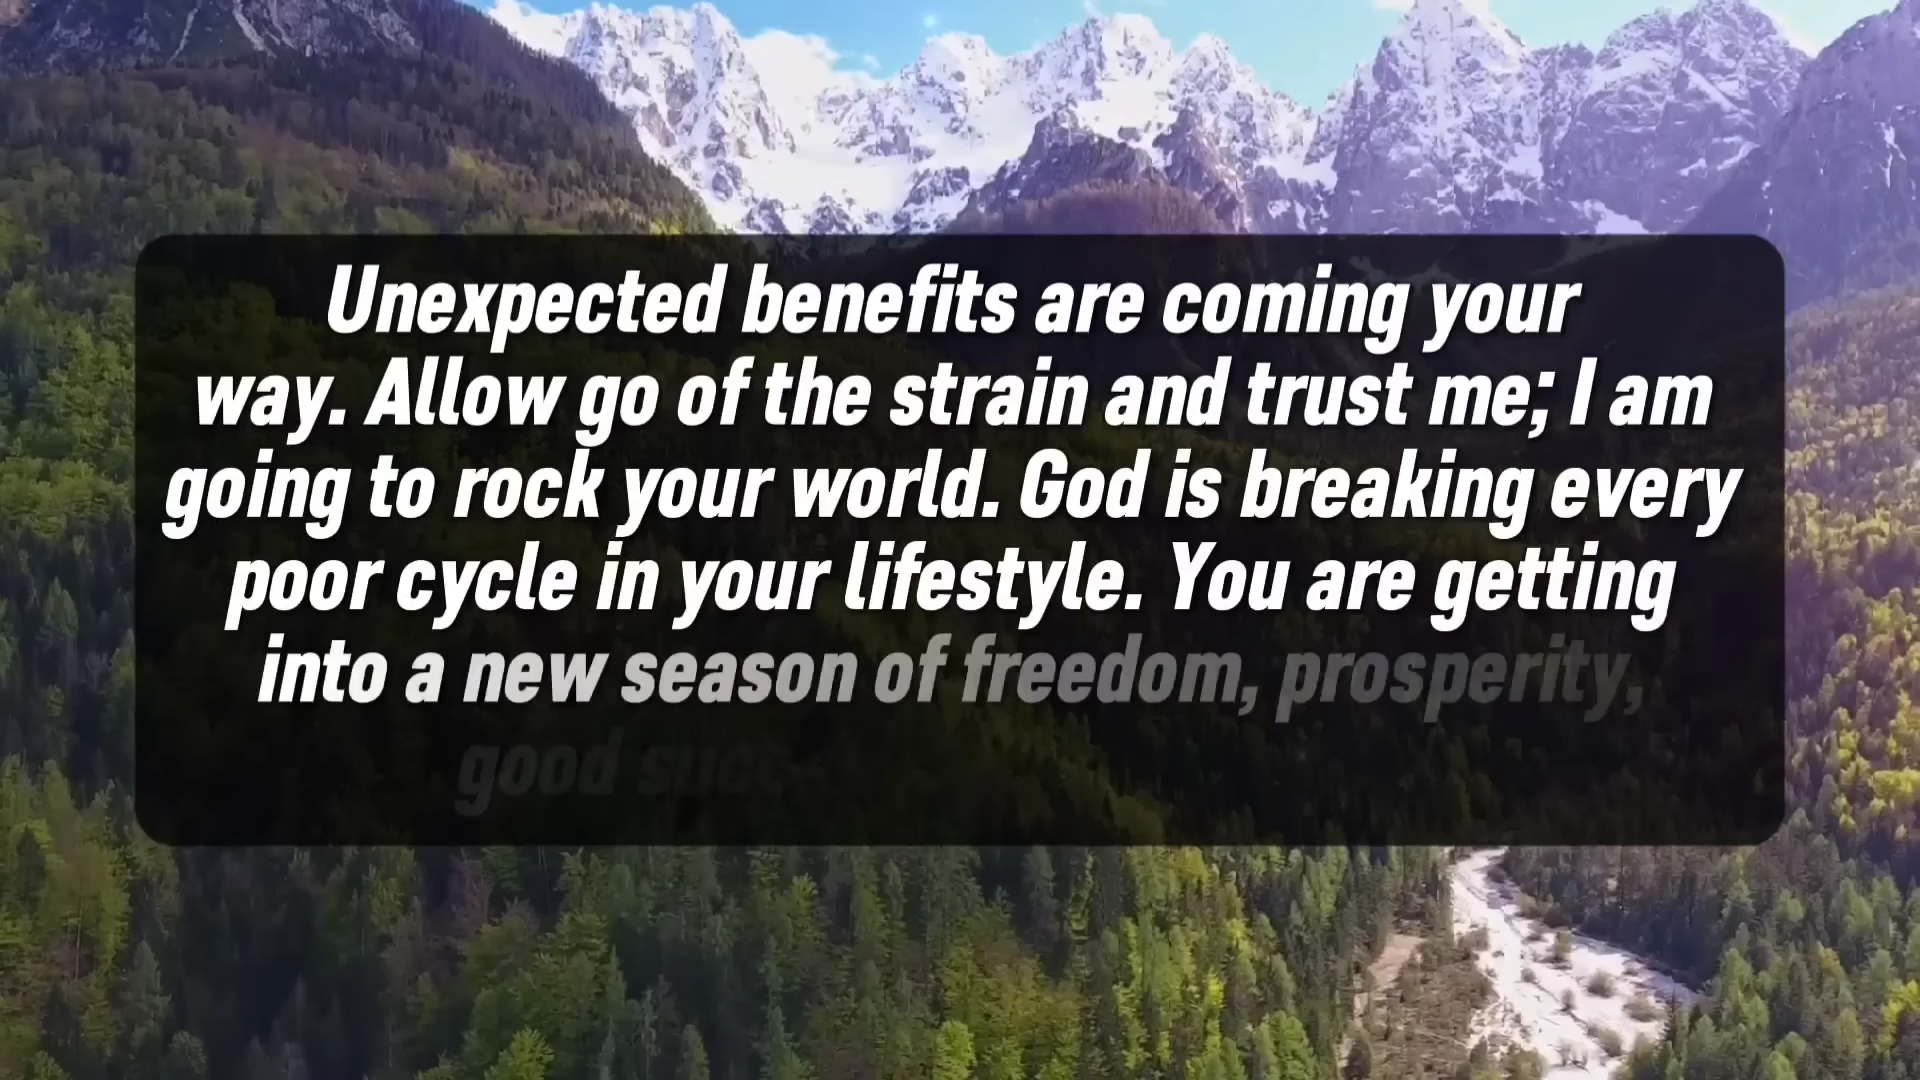 Unexpected benefits are coming your
way. Allow go of the strain and trust me; I am
going to rock your world. God is breaking every
poor cycle in your lifestyle. You are getting
into a new season of freedom, prosperity,
good